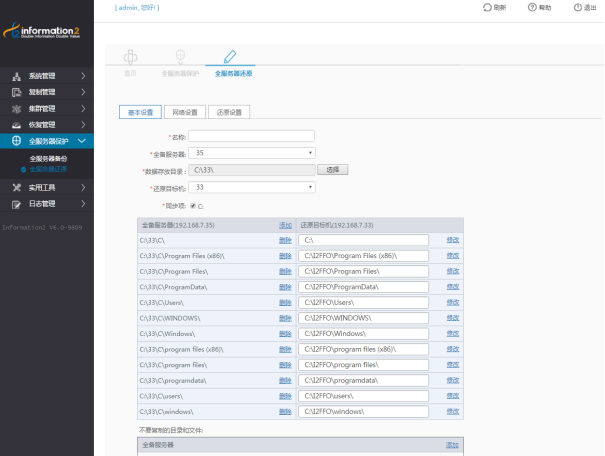 [ admin, 您好! ]
刷新 帮助 退出
information2
Double Information Double Value
系统管理
复制管理
集群管理
恢复管理
全服务器保护
全服务器备份
全服务器还原
实用工具
日志管理
Information2 V6.0-9869
首页 全服务器保护 全服务器还原
基本设置 网络设置 还原设置
*名称:
*全备服务器: 35
*数据存放目录: C:\33\ 选择
*还原目标机: 33
*同步项: C:
全备服务器(192.168.7.35) 添加 还原目标机(192.168.7.33)
C:\33\C\ 删除 C:\ 修改
C:\33\C\Program Files (x86)\ 删除 C:\I2FFO\Program Files (x86)\ 修改
C:\33\C\Program Files\ 删除 C:\I2FFO\Program Files\ 修改
C:\33\C\ProgramData\ 删除 C:\I2FFO\ProgramData\ 修改
C:\33\C\Users\ 删除 C:\I2FFO\Users\ 修改
C:\33\C\WINDOWS\ 删除 C:\I2FFO\WINDOWS\ 修改
C:\33\C\Windows\ 删除 C:\I2FFO\Windows\ 修改
C:\33\C\program files (x86)\ 删除 C:\I2FFO\program files (x86)\ 修改
C:\33\C\program files\ 删除 C:\I2FFO\program files\ 修改
C:\33\C\programdata\ 删除 C:\I2FFO\programdata\ 修改
C:\33\C\users\ 删除 C:\I2FFO\users\ 修改
C:\33\C\windows\ 删除 C:\I2FFO\windows\ 修改
不要复制的目录和文件:
全备服务器 添加